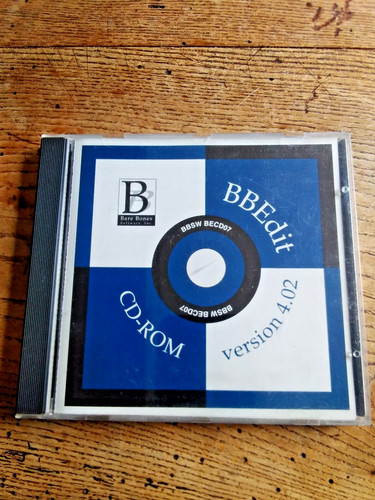 B
Bare Bones
Software, Inc.
BBEdit
BBSW BECD07
BBSW BECD07
CD-ROM
version 4.02